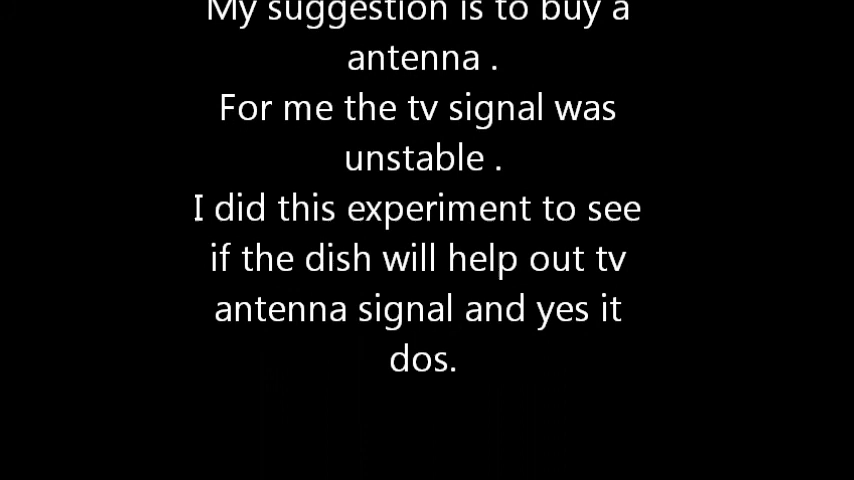 My suggestion is to buy a
antenna .
For me the tv signal was
unstable .
I did this experiment to see
if the dish will help out tv
antenna signal and yes it
dos.